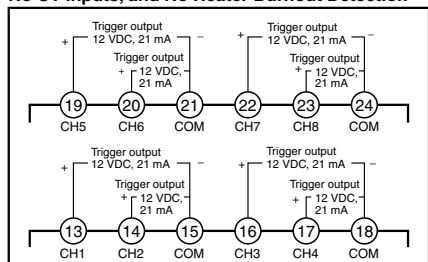 No CT Inputs, and No Heater Burnout Detection
Trigger output Trigger output
+ 12 VDC, 21 mA – + 12 VDC, 21 mA –
Trigger output Trigger output
+ 12 VDC, 21 mA + 12 VDC, 21 mA
19 20 21 22 23 24
CH5 CH6 COM CH7 CH8 COM
Trigger output Trigger output
+ 12 VDC, 21 mA – + 12 VDC, 21 mA –
Trigger output Trigger output
+ 12 VDC, + 12 VDC,
21 mA 21 mA
13 14 15 16 17 18
CH1 CH2 COM CH3 CH4 COM